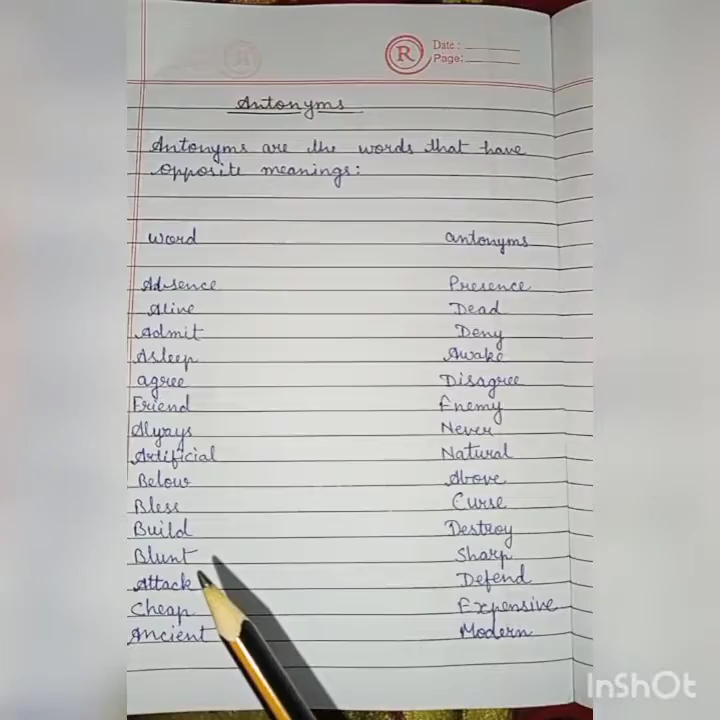 R Date:
Page:
Antonyms
Antonyms are the words that have
opposite meanings:
Word antonyms
Absence Presence
Alive Dead
Admit Deny
Asleep Awake
agree Disagree
Friend Enemy
Always Never
Artificial Natural
Below Above
Bless Curse
Build Destroy
Blunt Sharp
Attack Defend
Cheap Expensive
Ancient Modern
InShOt